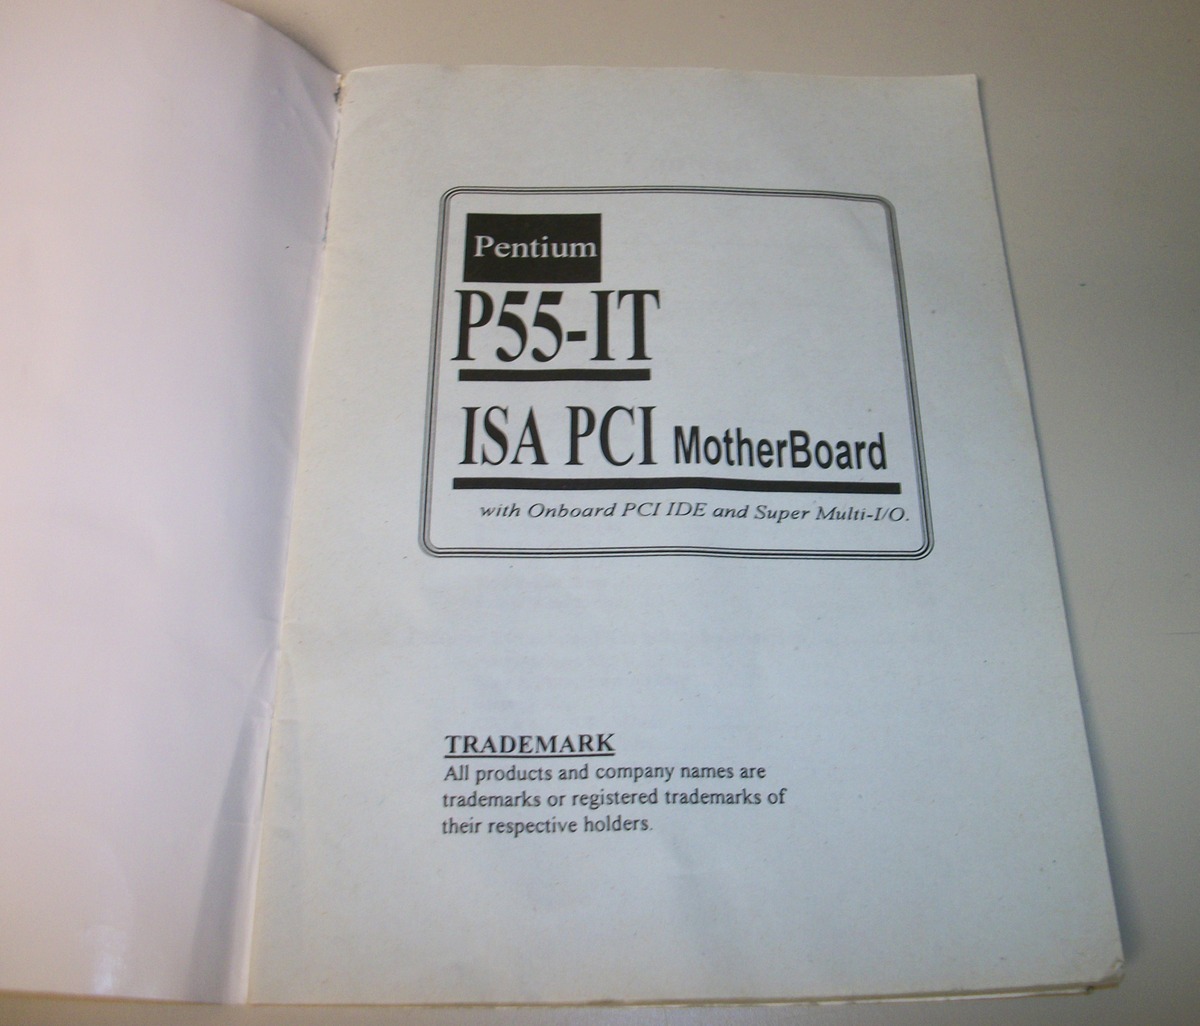 Pentium
P55-IT
ISA PCI MotherBoard
with Onboard PCI IDE and Super Multi-I/O.
TRADEMARK
All products and company names are
trademarks or registered trademarks of
their respective holders.